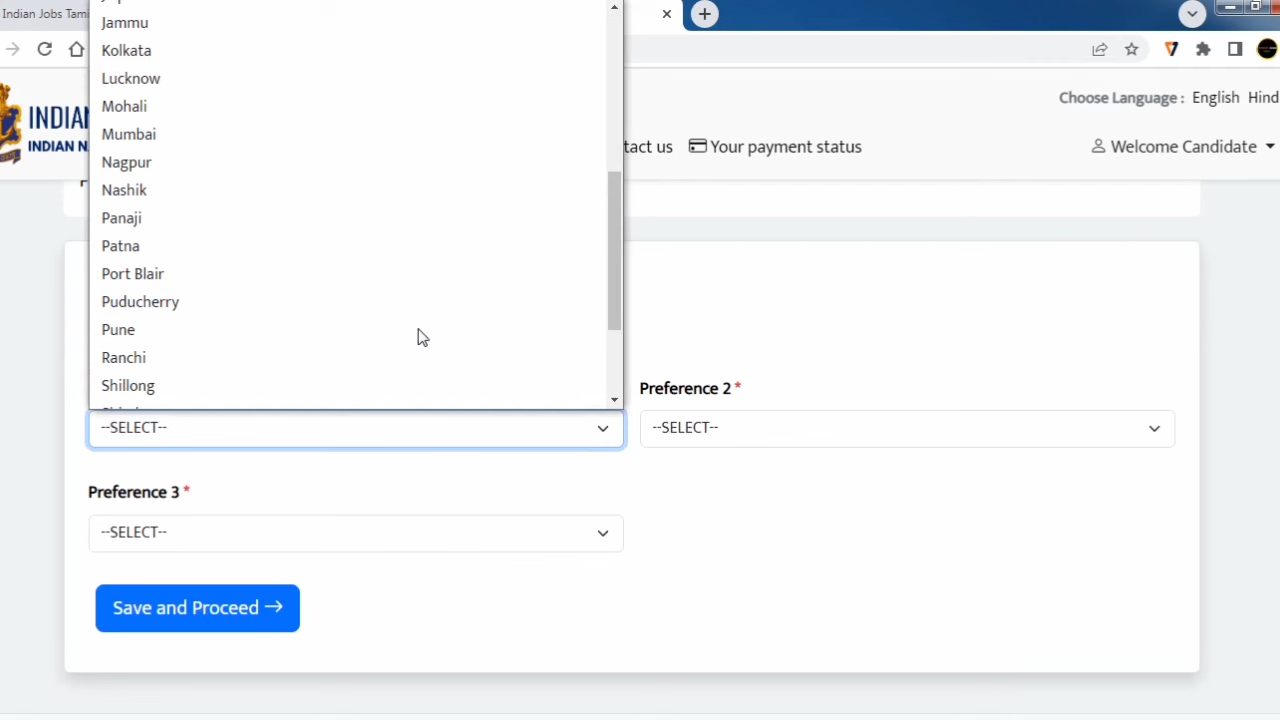 Indian Jobs Tami
Jammu
Kolkata
Lucknow
Mohali
Mumbai
Nagpur
Nashik
Panaji
Patna
Port Blair
Puducherry
Pune
Ranchi
Shillong
Choose Language : English Hind
INDIAN
INDIAN N
tact us Your payment status Welcome Candidate
--SELECT--
Preference 2 *
--SELECT--
Preference 3 *
--SELECT--
Save and Proceed →